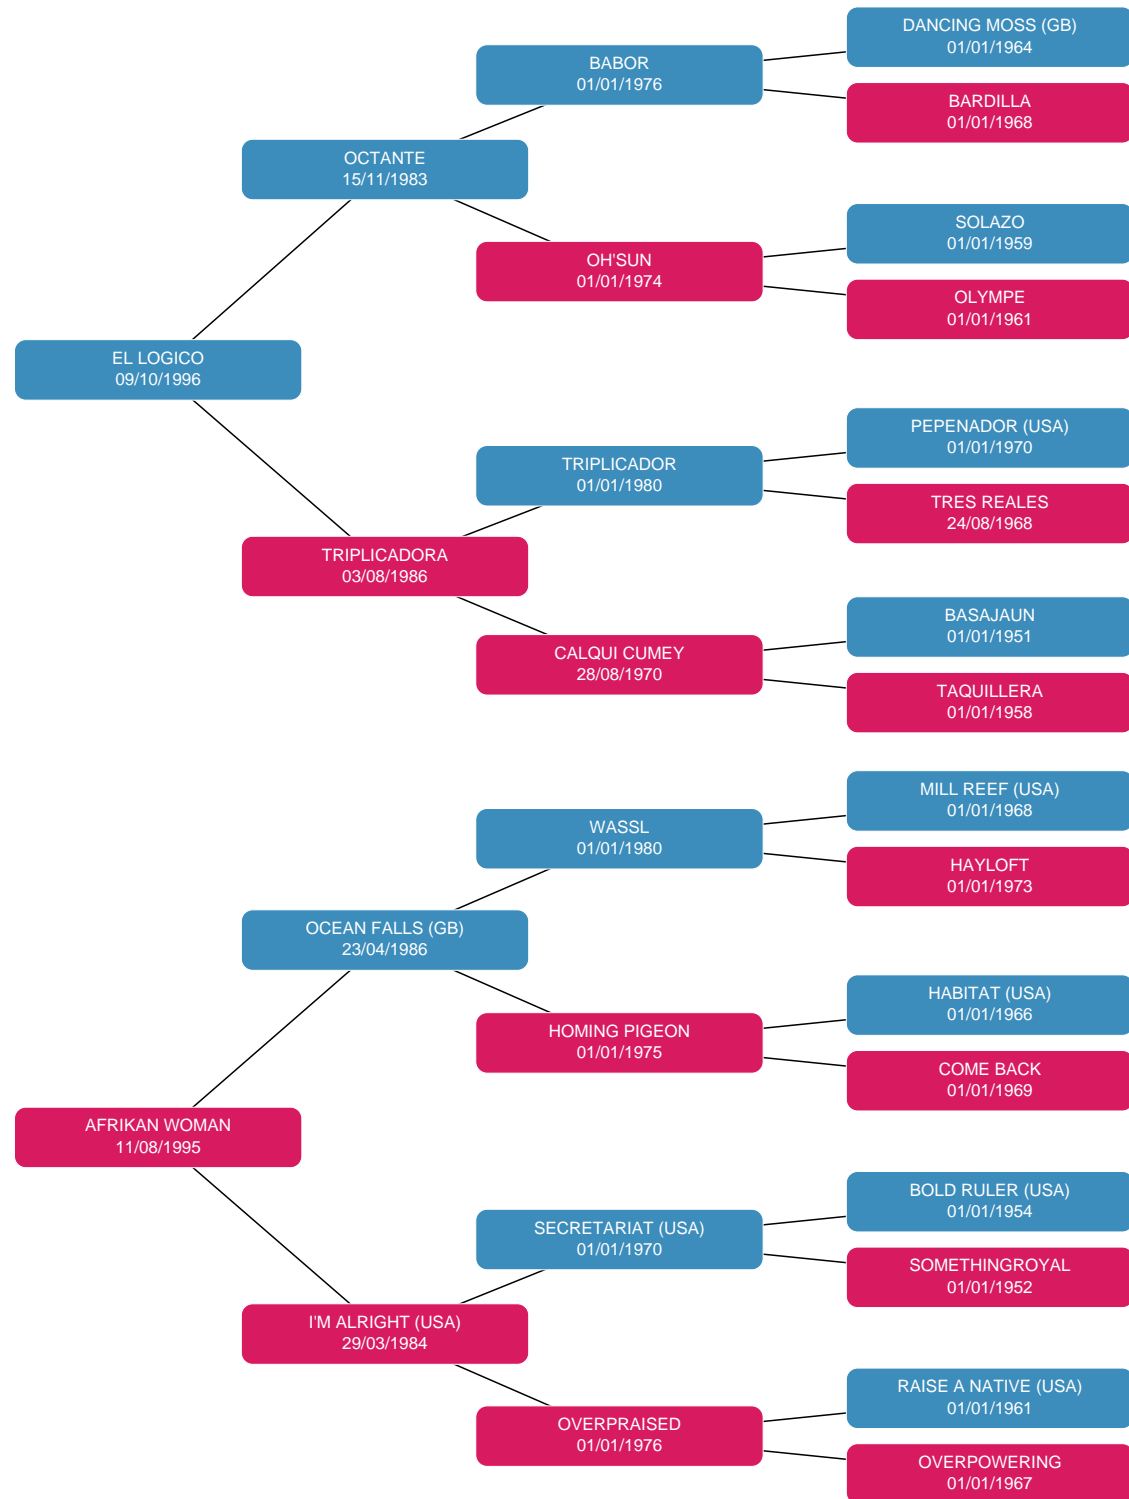 DANCING MOSS (GB)
01/01/1964
BABOR
01/01/1976
BARDILLA
01/01/1968
OCTANTE
15/11/1983
SOLAZO
01/01/1959
OH'SUN
01/01/1974
OLYMPE
01/01/1961
EL LOGICO
09/10/1996
PEPENADOR (USA)
01/01/1970
TRIPLICADOR
01/01/1980
TRES REALES
24/08/1968
TRIPLICADORA
03/08/1986
BASAJAUN
01/01/1951
CALQUI CUMEY
28/08/1970
TAQUILLERA
01/01/1958
MILL REEF (USA)
01/01/1968
WASSL
01/01/1980
HAYLOFT
01/01/1973
OCEAN FALLS (GB)
23/04/1986
HABITAT (USA)
01/01/1966
HOMING PIGEON
01/01/1975
COME BACK
01/01/1969
AFRIKAN WOMAN
11/08/1995
BOLD RULER (USA)
01/01/1954
SECRETARIAT (USA)
01/01/1970
SOMETHINGROYAL
01/01/1952
I'M ALRIGHT (USA)
29/03/1984
RAISE A NATIVE (USA)
01/01/1961
OVERPRAISED
01/01/1976
OVERPOWERING
01/01/1967